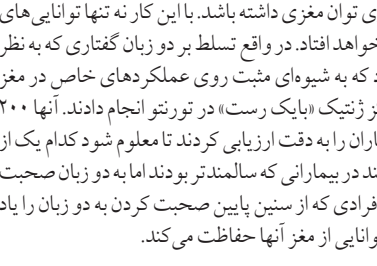 ی توان مغزی داشته باشد. با این کار نه تنها توانایی‌های
خواهد افتاد. در واقع تسلط بر دو زبان گفتاری که به نظر
د که به شیوه‌ای مثبت روی عملکردهای خاص در مغز
ز ژنتیک «بایک رست» در تورنتو انجام دادند. آنها ۲۰۰
اران را به دقت ارزیابی کردند تا معلوم شود کدام یک از
ند در بیمارانی که سالمندتر بودند اما به دو زبان صحبت
فرادی که از سنین پایین صحبت کردن به دو زبان را یاد
وانایی از مغز آنها حفاظت می‌کند.